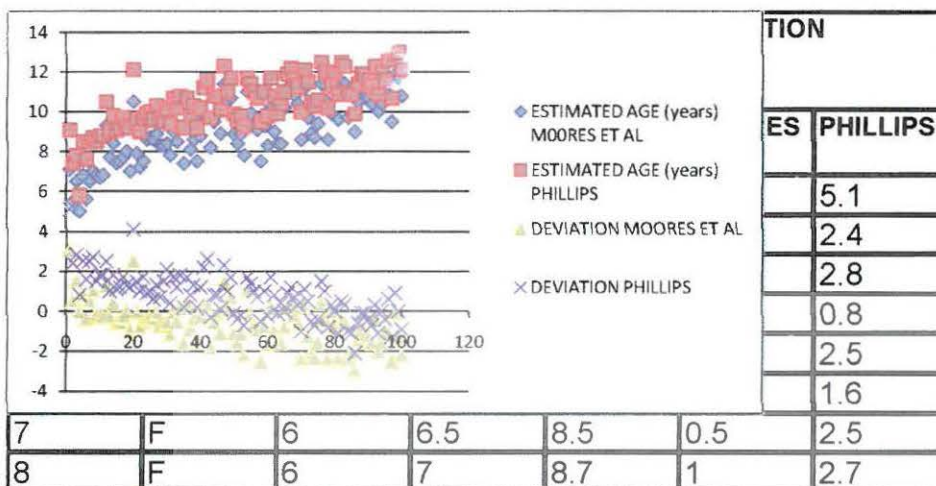 TION
ES PHILLIPS
5.1
2.4
2.8
0.8
2.5
1.6
14
12
10
8
6
4
2
0
-2
-4
0 20 40 60 80 100 120
ESTIMATED AGE (years)
MOORES ET AL
ESTIMATED AGE (years)
PHILLIPS
DEVIATION MOORES ET AL
DEVIATION PHILLIPS
7 F 6 6.5 8.5 0.5 2.5
8 F 6 7 8.7 1 2.7